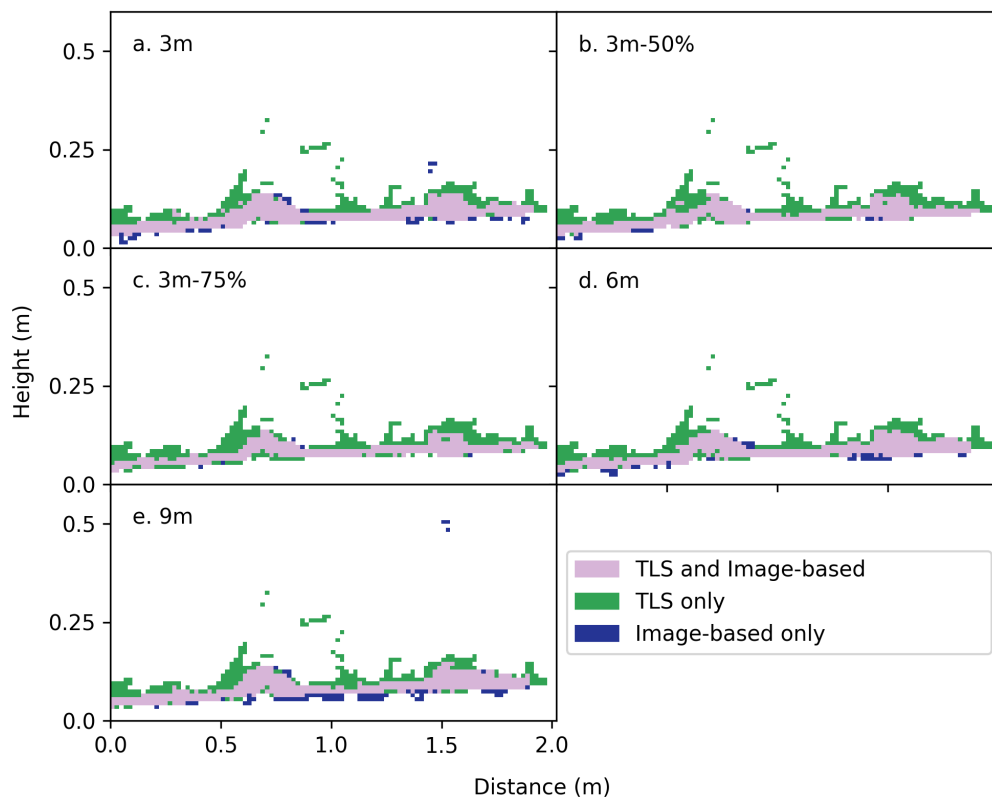 a. 3m
b. 3m-50%
0.5
0.25
0.0
c. 3m-75%
d. 6m
0.5
0.25
0.0
Height (m)
e. 9m
0.5
0.25
0.0
TLS and Image-based
TLS only
Image-based only
0.0 0.5 1.0 1.5 2.0
Distance (m)